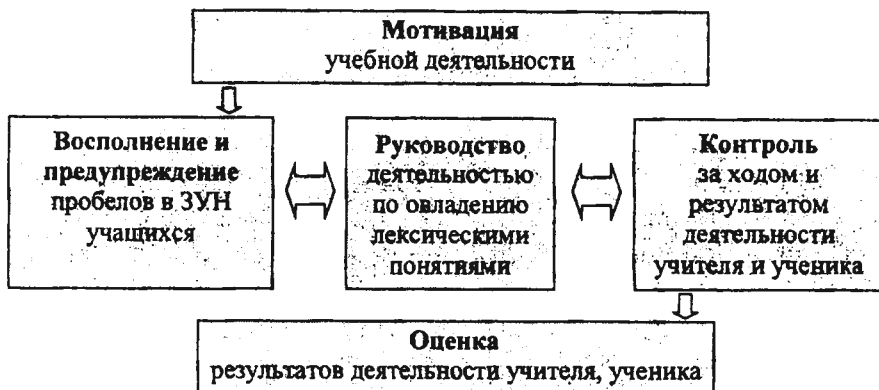 Мотивация
учебной деятельности
Восполнение и
предупреждение
пробелов в ЗУН
учащихся
Руководство
деятельностью
по овладению
лексическими
понятиями
Контроль
за ходом и
результатом
деятельности
учителя и ученика
Оценка
результатов деятельности учителя, ученика